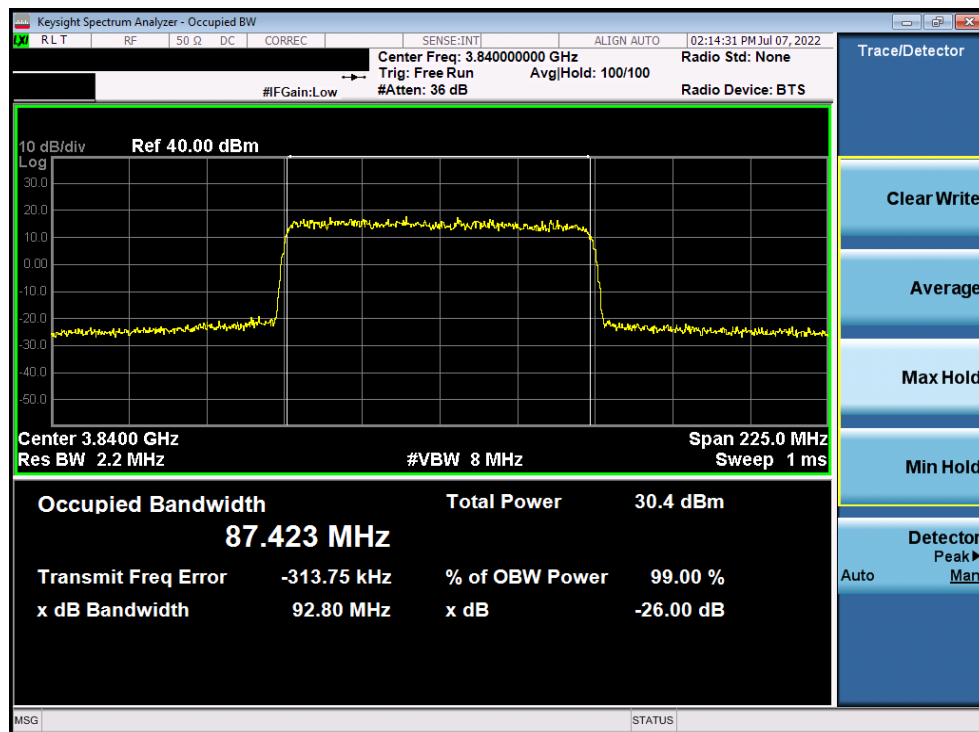 Keysight Spectrum Analyzer - Occupied BW
LXI RLT RF 50 Ω DC CORREC SENSE:INT ALIGN AUTO 02:14:31 PM Jul 07, 2022
Center Freq: 3.840000000 GHz Radio Std: None
Trig: Free Run Avg|Hold: 100/100
#IFGain:Low #Atten: 36 dB Radio Device: BTS
10 dB/div Ref 40.00 dBm
Log
30.0
20.0
10.0
0.00
-10.0
-20.0
-30.0
-40.0
-50.0
Center 3.8400 GHz Span 225.0 MHz
Res BW 2.2 MHz #VBW 8 MHz Sweep 1 ms
Occupied Bandwidth Total Power 30.4 dBm
87.423 MHz
Transmit Freq Error -313.75 kHz % of OBW Power 99.00 %
x dB Bandwidth 92.80 MHz x dB -26.00 dB
MSG STATUS
Trace/Detector
Clear Write
Average
Max Hold
Min Hold
Detector
Peak▶
Auto Man